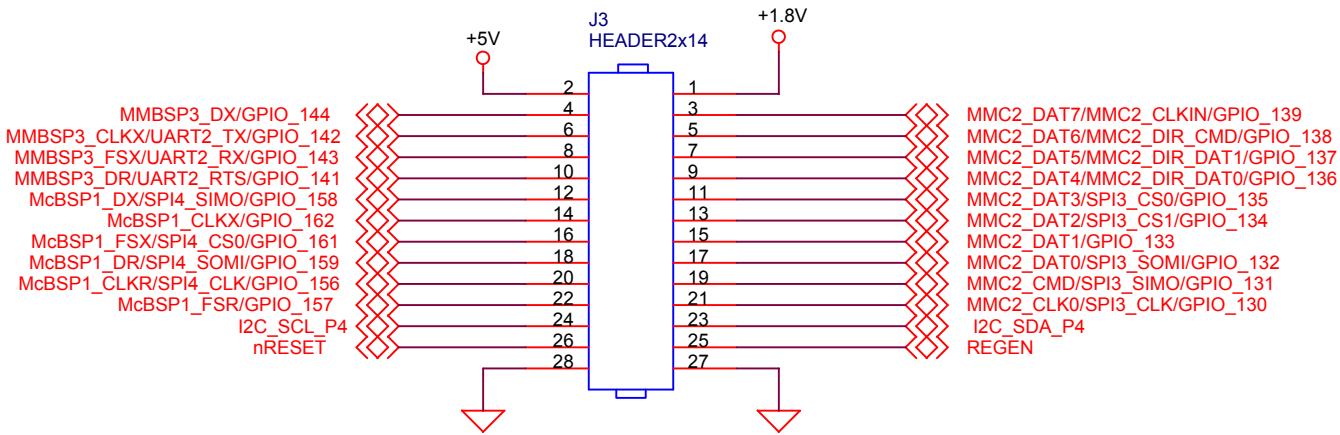 J3
HEADER2x14
+5V
+1.8V
2 1
MMBSP3_DX/GPIO_144 4 3 MMC2_DAT7/MMC2_CLKIN/GPIO_139
MMBSP3_CLKX/UART2_TX/GPIO_142 6 5 MMC2_DAT6/MMC2_DIR_CMD/GPIO_138
MMBSP3_FSX/UART2_RX/GPIO_143 8 7 MMC2_DAT5/MMC2_DIR_DAT1/GPIO_137
MMBSP3_DR/UART2_RTS/GPIO_141 10 9 MMC2_DAT4/MMC2_DIR_DAT0/GPIO_136
McBSP1_DX/SPI4_SIMO/GPIO_158 12 11 MMC2_DAT3/SPI3_CS0/GPIO_135
McBSP1_CLKX/GPIO_162 14 13 MMC2_DAT2/SPI3_CS1/GPIO_134
McBSP1_FSX/SPI4_CS0/GPIO_161 16 15 MMC2_DAT1/GPIO_133
McBSP1_DR/SPI4_SOMI/GPIO_159 18 17 MMC2_DAT0/SPI3_SOMI/GPIO_132
McBSP1_CLKR/SPI4_CLK/GPIO_156 20 19 MMC2_CMD/SPI3_SIMO/GPIO_131
McBSP1_FSR/GPIO_157 22 21 MMC2_CLK0/SPI3_CLK/GPIO_130
I2C_SCL_P4 24 23 I2C_SDA_P4
nRESET 26 25 REGEN
28 27